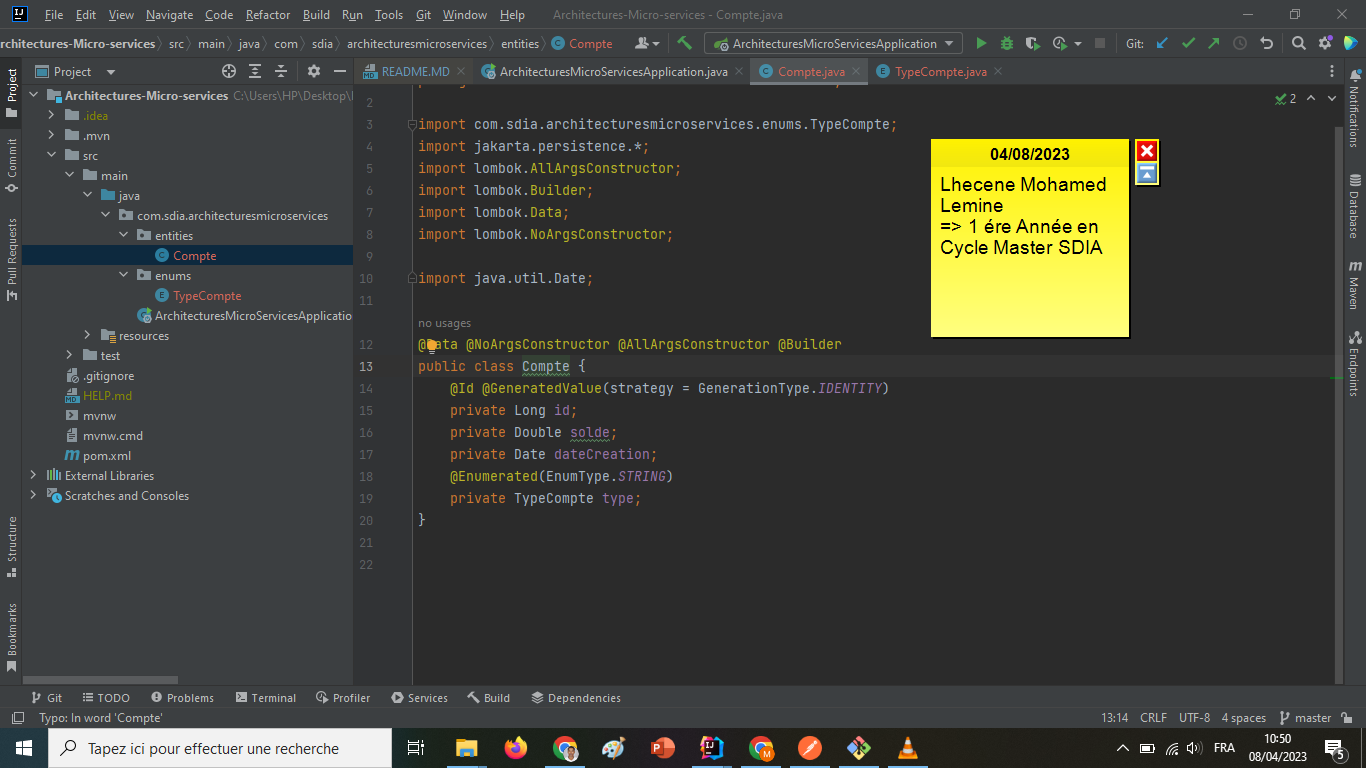 File Edit View Navigate Code Refactor Build Run Tools Git Window Help Architectures-Micro-services - Compte.java
rchitectures-Micro-services src main java com sdia architecturesmicroservices entities Compte ArchitecturesMicroServicesApplication Git:
Project README.MD ArchitecturesMicroServicesApplication.java Compte.java TypeCompte.java
Architectures-Micro-services C:\Users\HP\Desktop\
.idea
.mvn
src
main
java
com.sdia.architecturesmicroservices
entities
Compte
enums
TypeCompte
ArchitecturesMicroServicesApplicatio
resources
test
.gitignore
HELP.md
mvnw
mvnw.cmd
pom.xml
External Libraries
Scratches and Consoles
Project
Commit
Pull Requests
Structure
Bookmarks
2
2
3 import com.sdia.architecturesmicroservices.enums.TypeCompte;
4 import jakarta.persistence.*;
5 import lombok.AllArgsConstructor;
6 import lombok.Builder;
7 import lombok.Data;
8 import lombok.NoArgsConstructor;
9
10 import java.util.Date;
11
no usages
12 @Data @NoArgsConstructor @AllArgsConstructor @Builder
13 public class Compte {
14 @Id @GeneratedValue(strategy = GenerationType.IDENTITY)
15 private Long id;
16 private Double solde;
17 private Date dateCreation;
18 @Enumerated(EnumType.STRING)
19 private TypeCompte type;
20 }
21
22
04/08/2023
Lhecene Mohamed
Lemine
=> 1 ére Année en
Cycle Master SDIA
Notifications
Database
Maven
Endpoints
Git TODO Problems Terminal Profiler Services Build Dependencies
Typo: In word 'Compte' 13:14 CRLF UTF-8 4 spaces master
Tapez ici pour effectuer une recherche FRA 10:50
08/04/2023 5